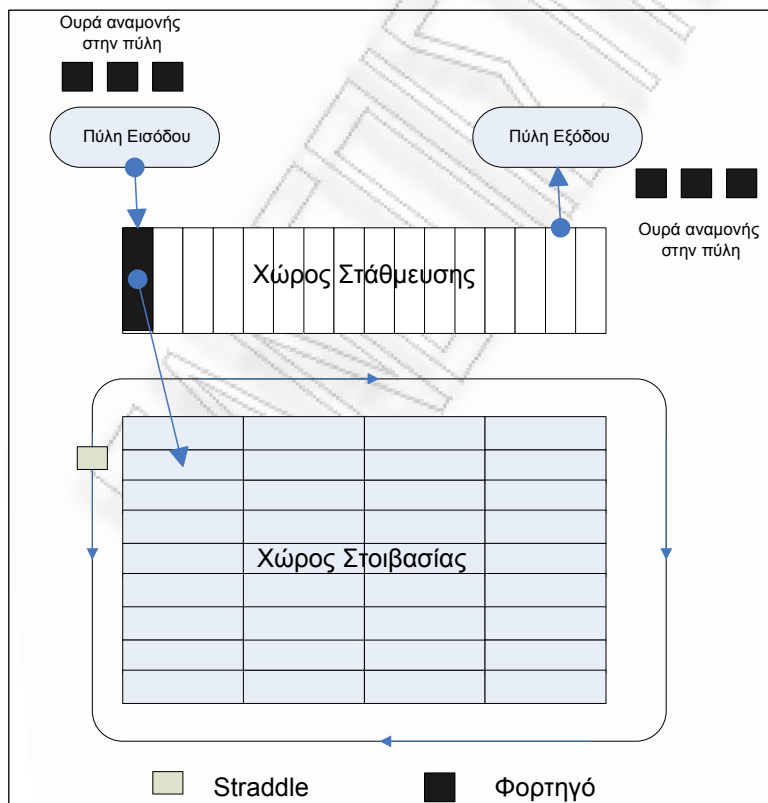 Ουρά αναμονής
στην πύλη
Πύλη Εισόδου
Πύλη Εξόδου
Ουρά αναμονής
στην πύλη
Χώρος Στάθμευσης
Χώρος Στοιβασίας
Straddle
Φορτηγό